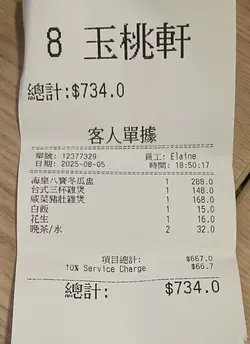 8 玉桃軒
總計:$734.0
客人單據
單號: 12377329 員工: Elaine
日期: 2025-08-05 時間: 18:50:17
海皇八寶冬瓜盅 1 288.0
台式三杯雞煲 1 148.0
咸菜豬肚雞煲 1 168.0
白飯 1 15.0
花生 1 16.0
晚茶/水 2 32.0
項目總計: $667.0
10% Service Charge $66.7
總計: $734.0